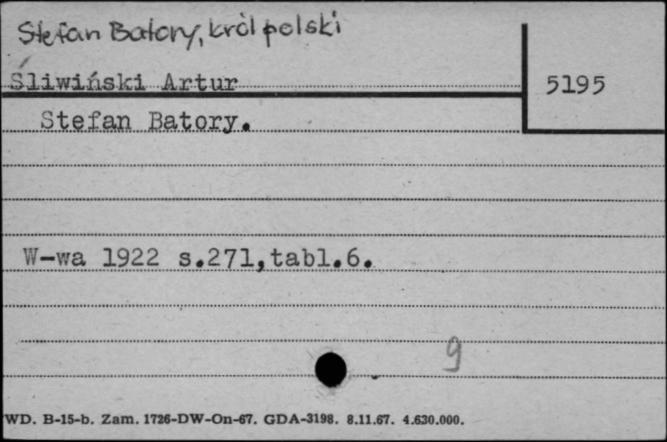 Stefan Batory, król polski
Śliwiński Artur
5195
Stefan Batory.
W-wa 1922 s.271,tabl.6.
9
WD. B-15-b. Zam. 1726-DW-On-67. GDA-3198. 8.11.67. 4.630.000.